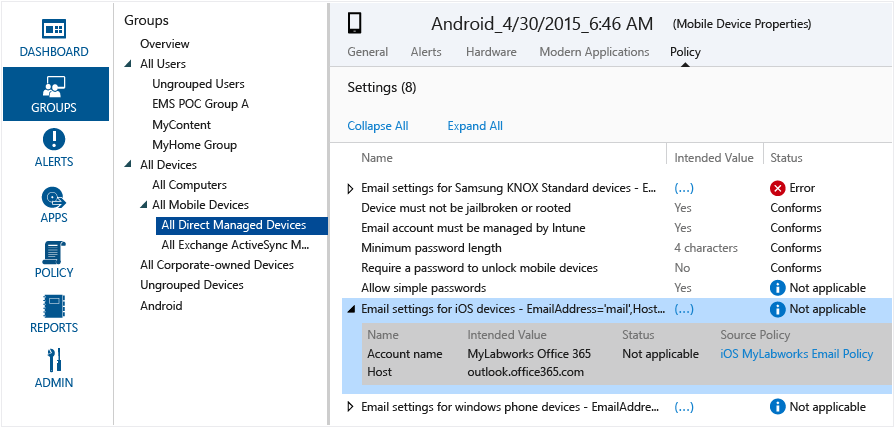 DASHBOARD
GROUPS
ALERTS
APPS
POLICY
REPORTS
ADMIN
Groups
Overview
All Users
Ungrouped Users
EMS POC Group A
MyContent
MyHome Group
All Devices
All Computers
All Mobile Devices
All Direct Managed Devices
All Exchange ActiveSync M...
All Corporate-owned Devices
Ungrouped Devices
Android
Android_4/30/2015_6:46 AM (Mobile Device Properties)
General Alerts Hardware Modern Applications Policy
Settings (8)
Collapse All Expand All
Name Intended Value Status
Email settings for Samsung KNOX Standard devices - E... (...) Error
Device must not be jailbroken or rooted Yes Conforms
Email account must be managed by Intune Yes Conforms
Minimum password length 4 characters Conforms
Require a password to unlock mobile devices No Conforms
Allow simple passwords Yes Not applicable
Email settings for iOS devices - EmailAddress='mail',Host... (...) Not applicable
Name Intended Value Status Source Policy
Account name MyLabworks Office 365 Not applicable iOS MyLabworks Email Policy
Host outlook.office365.com
Email settings for windows phone devices - EmailAddre... (...) Not applicable